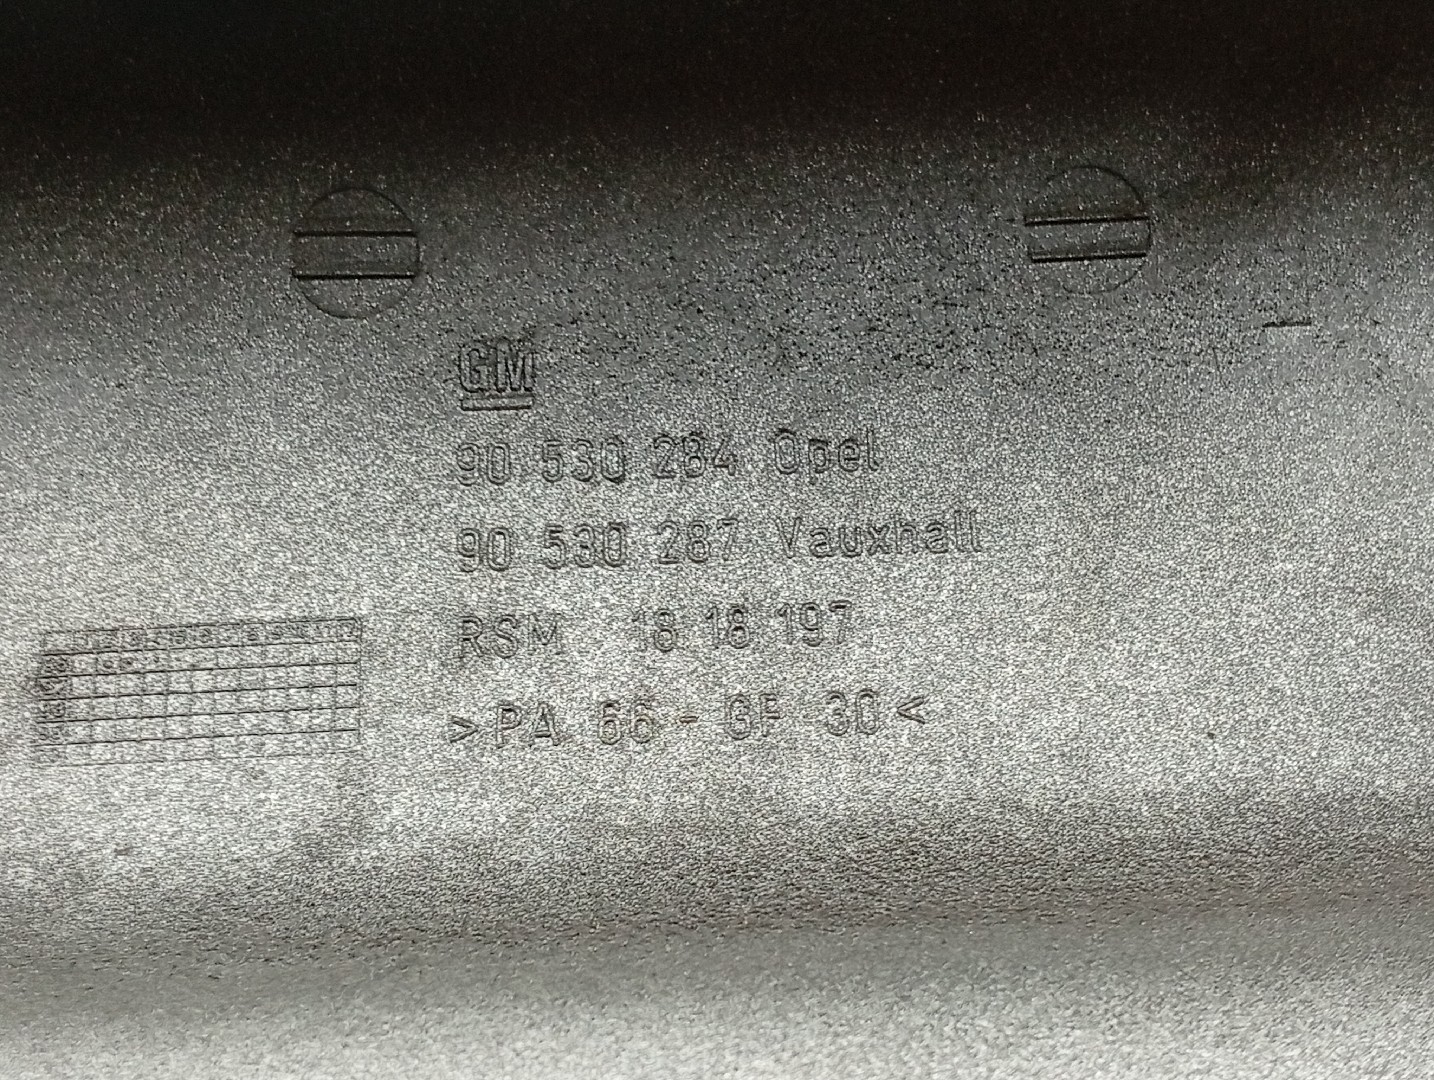 GM
90 530 284 Opel
90 530 287 Vauxhall
RSM 18 18 197
>PA 66 - GF 30<